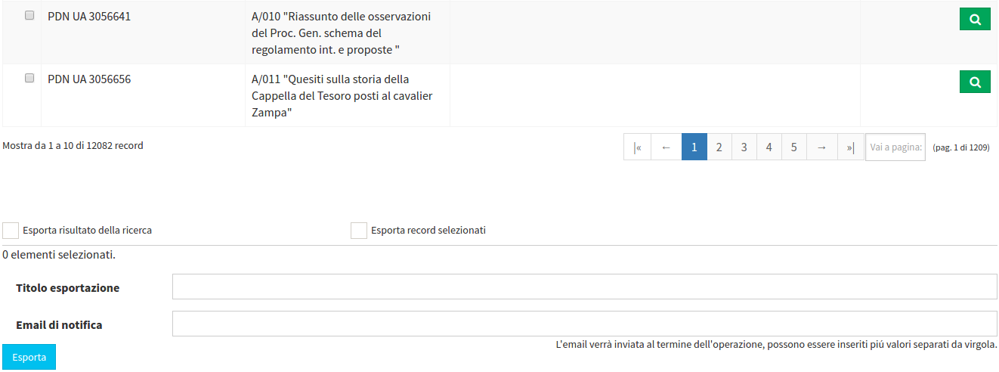 PDN UA 3056641
A/010 "Riassunto delle osservazioni
del Proc. Gen. schema del
regolamento int. e proposte "
PDN UA 3056656
A/011 "Quesiti sulla storia della
Cappella del Tesoro posti al cavalier
Zampa"
Mostra da 1 a 10 di 12082 record
|« ← 1 2 3 4 5 → »| Vai a pagina: (pag. 1 di 1209)
Esporta risultato della ricerca
Esporta record selezionati
0 elementi selezionati.
Titolo esportazione
Email di notifica
L'email verrà inviata al termine dell'operazione, possono essere inseriti piú valori separati da virgola.
Esporta